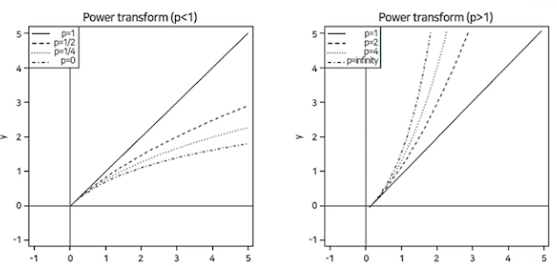 Power transform (p<1)
p=1
p=1/2
p=1/4
p=0
y
5
4
3
2
1
0
-1
-1 0 1 2 3 4 5
Power transform (p>1)
p=1
p=2
p=4
p=infinity
y
5
4
3
2
1
0
-1
-1 0 1 2 3 4 5